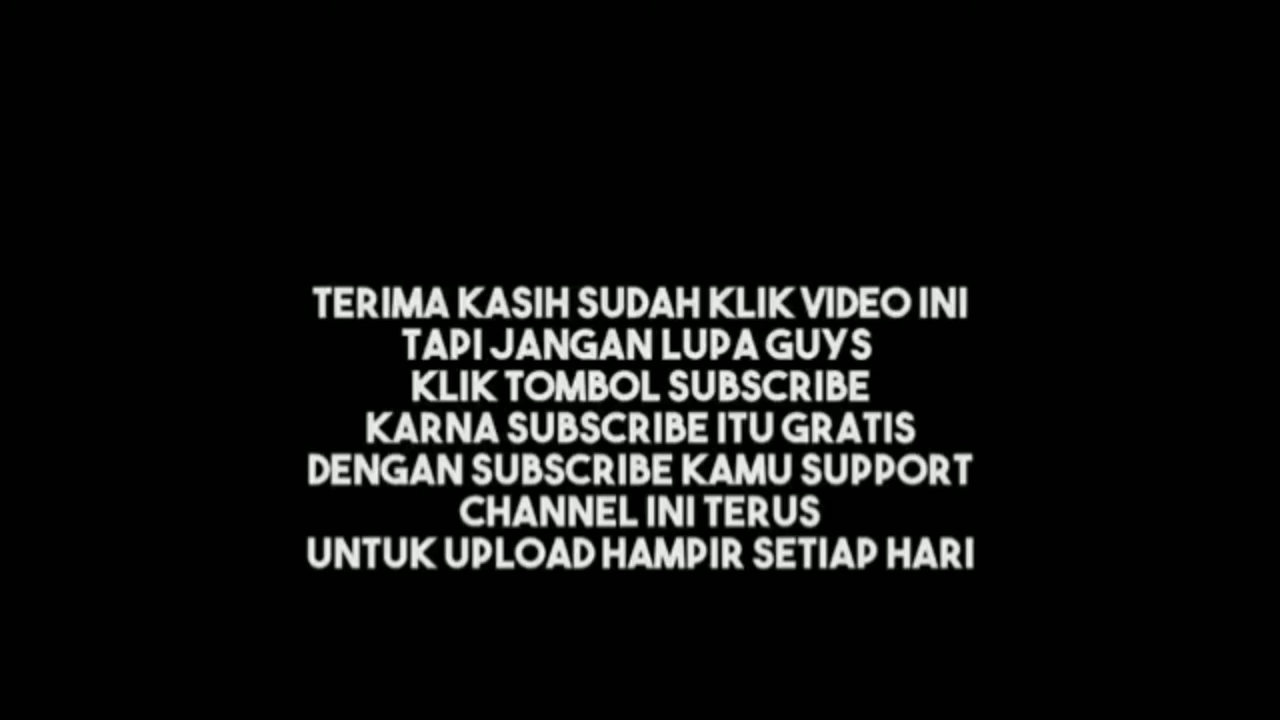 TERIMA KASIH SUDAH KLIK VIDEO INI
TAPI JANGAN LUPA GUYS
KLIK TOMBOL SUBSCRIBE
KARNA SUBSCRIBE ITU GRATIS
DENGAN SUBSCRIBE KAMU SUPPORT
CHANNEL INI TERUS
UNTUK UPLOAD HAMPIR SETIAP HARI